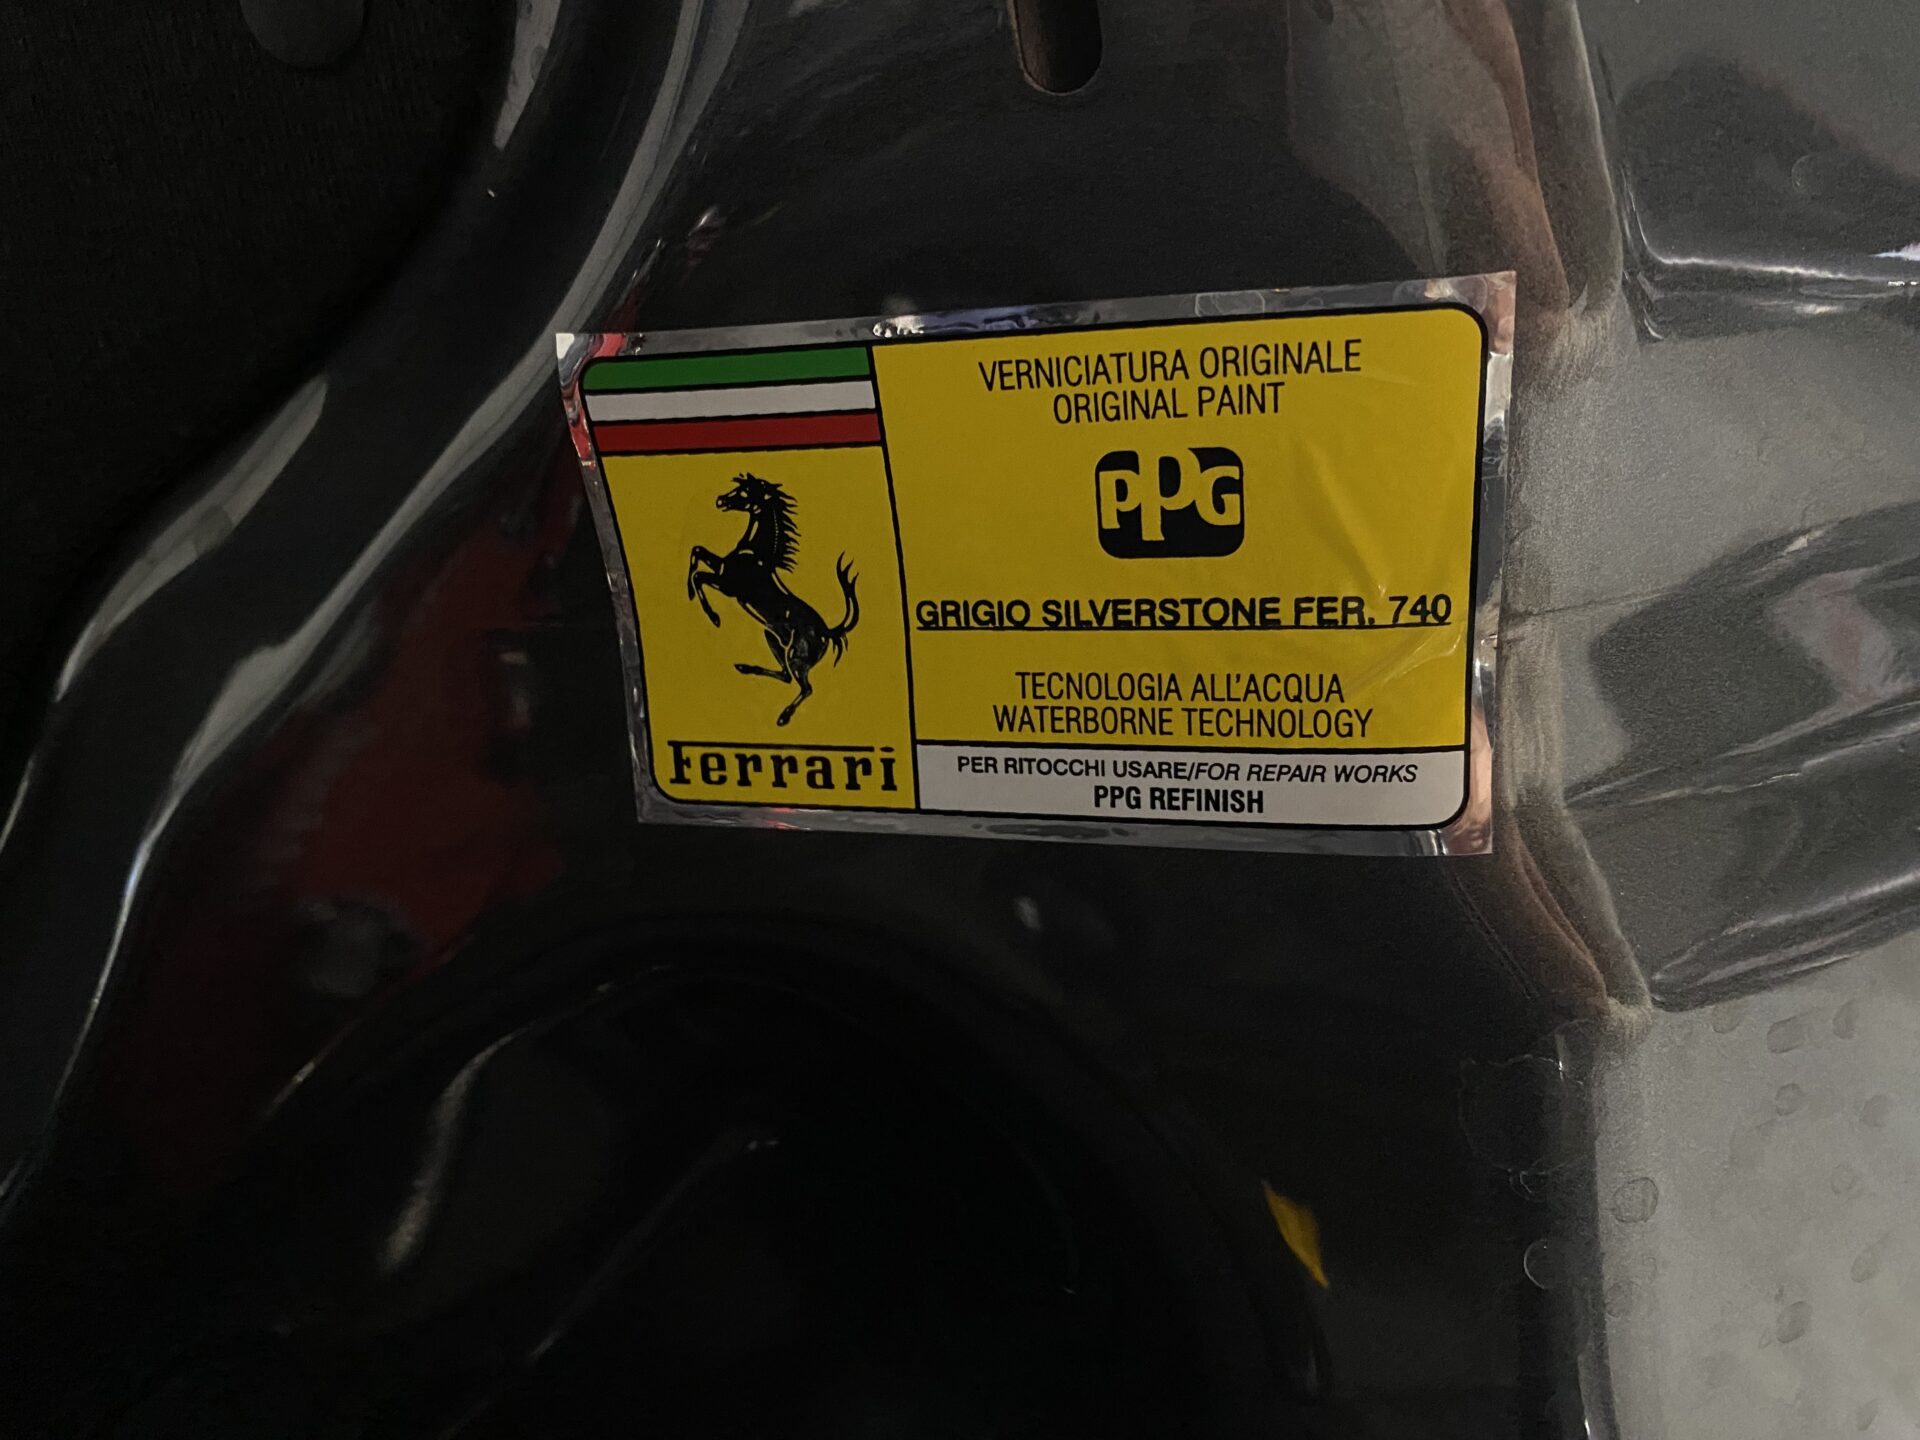 VERNICIATURA ORIGINALE
ORIGINAL PAINT
PPG
GRIGIO SILVERSTONE FER. 740
TECNOLOGIA ALL'ACQUA
WATERBORNE TECHNOLOGY
Ferrari
PER RITOCCHI USARE/FOR REPAIR WORKS
PPG REFINISH